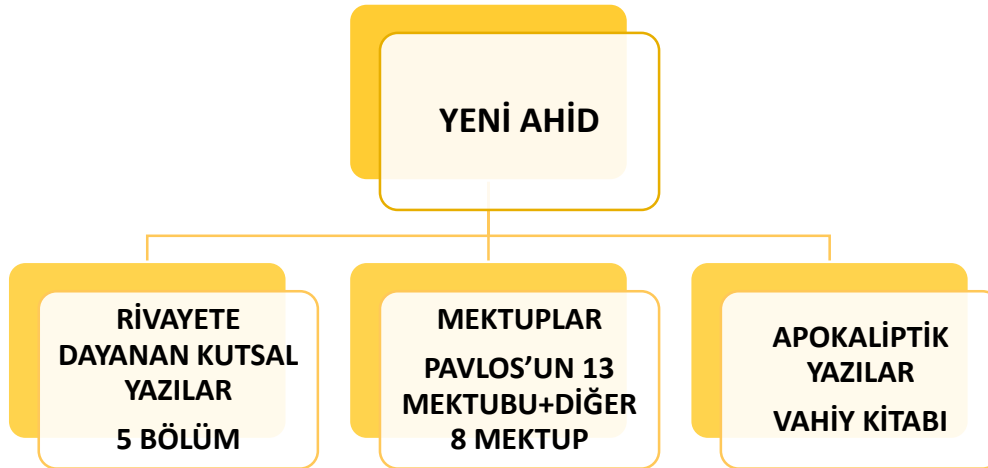 YENİ AHİD
RİVAYETE
DAYANAN KUTSAL
YAZILAR
5 BÖLÜM
MEKTUPLAR
PAVLOS’UN 13
MEKTUBU+DİĞER
8 MEKTUP
APOKALİPTİK
YAZILAR
VAHİY KİTABI